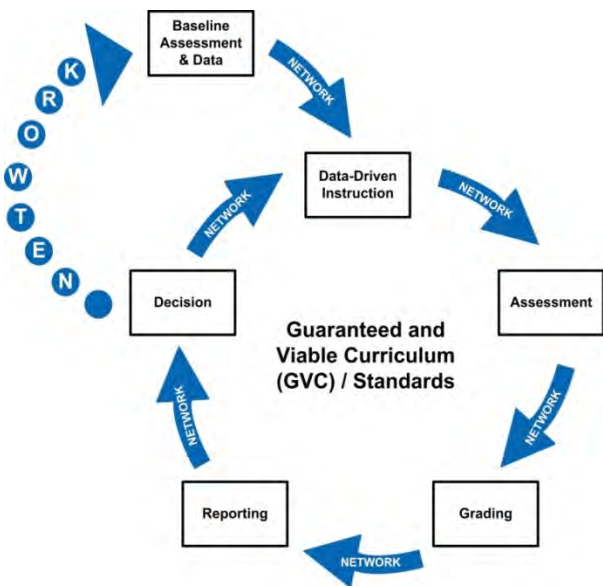 Baseline
Assessment
& Data
NETWORK
NETWORK
Data-Driven
Instruction
NETWORK
NETWORK
Decision
Assessment
Guaranteed and
Viable Curriculum
(GVC) / Standards
NETWORK
NETWORK
Reporting
Grading
NETWORK